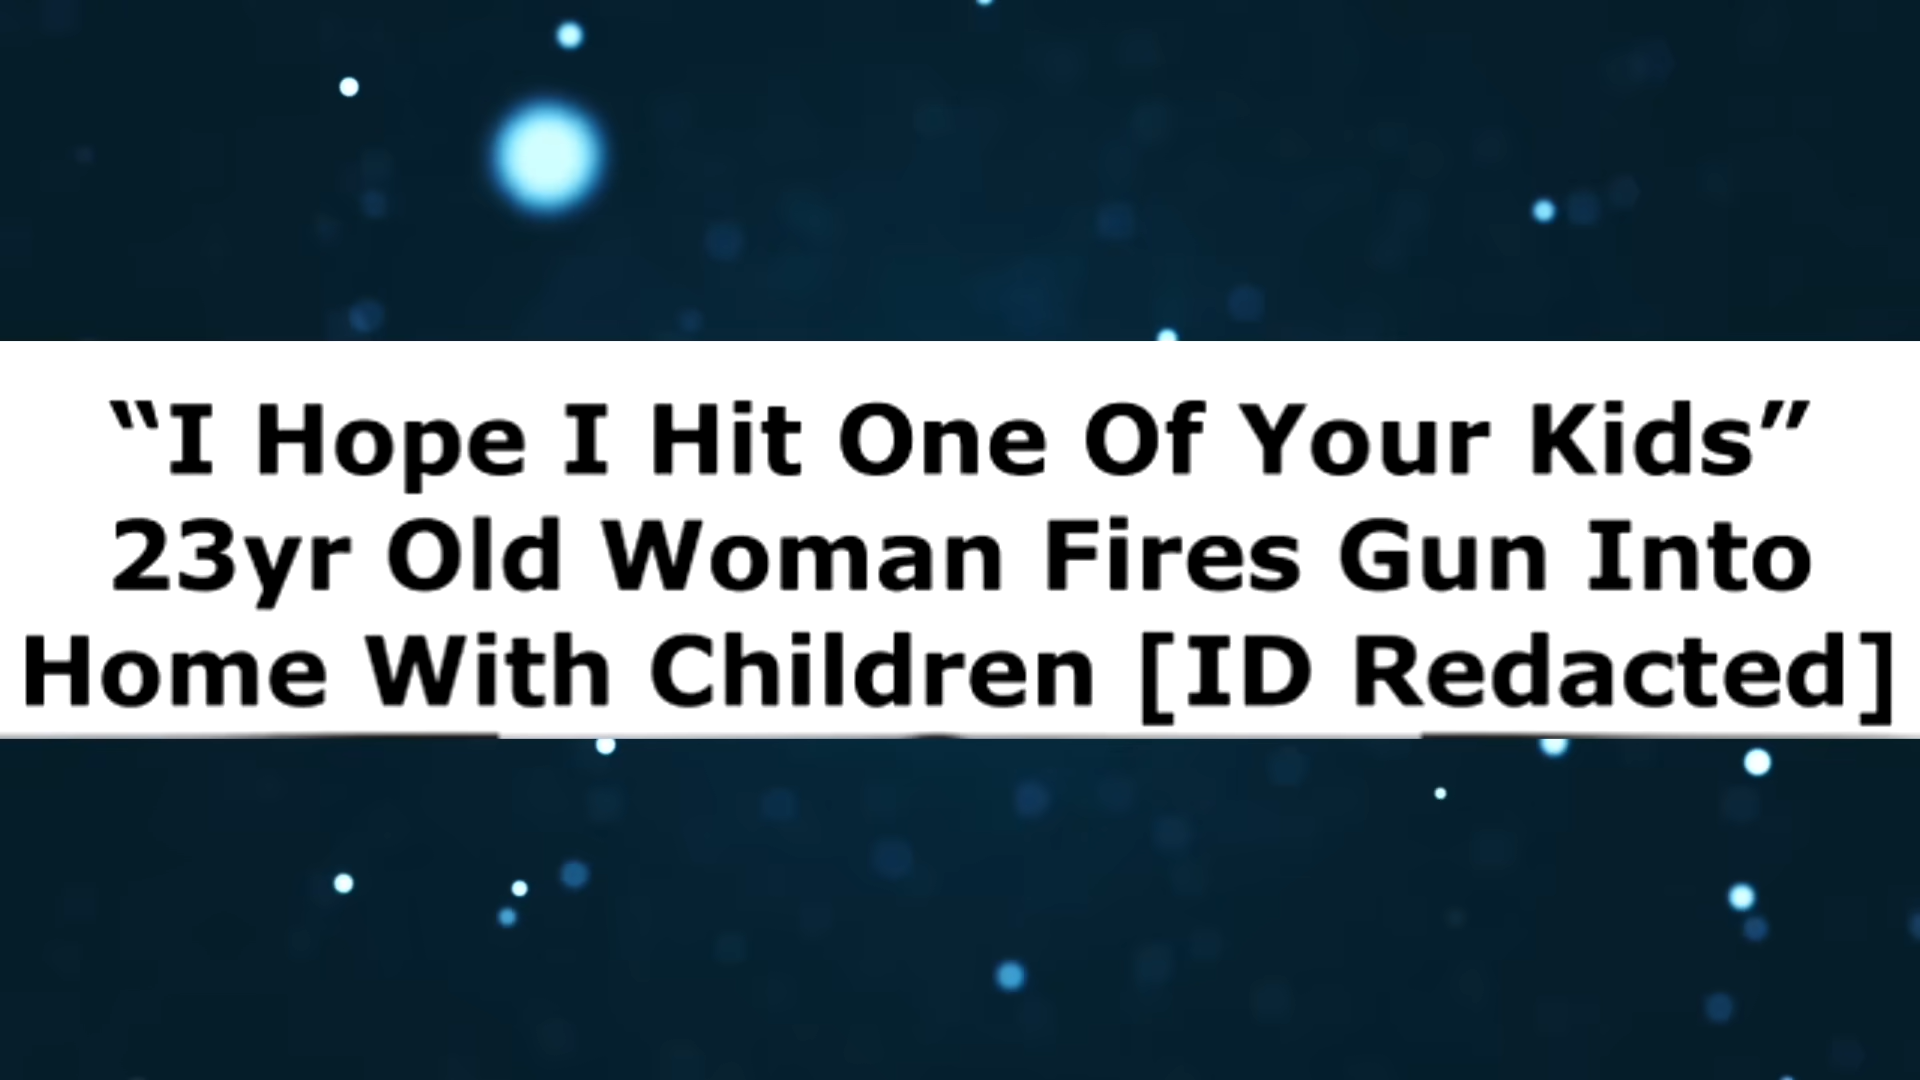 “I Hope I Hit One Of Your Kids”
23yr Old Woman Fires Gun Into
Home With Children [ID Redacted]